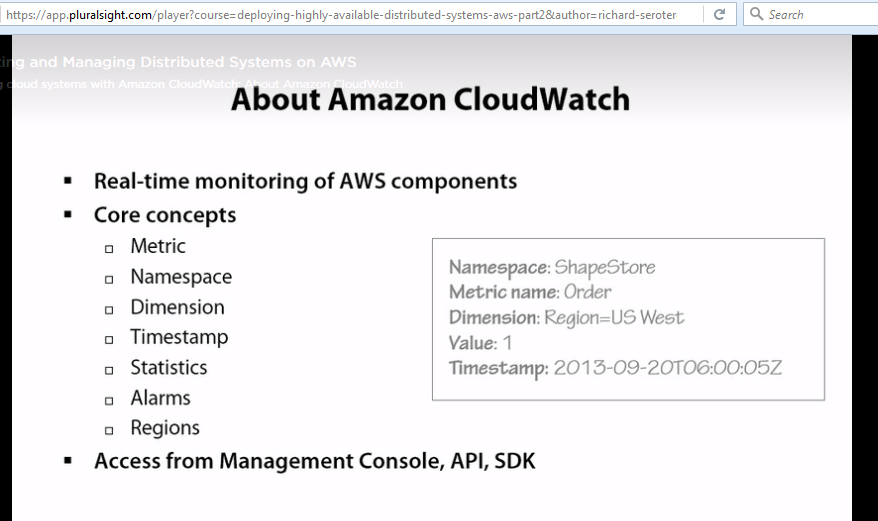 https://app.pluralsight.com/player?course=deploying-highly-available-distributed-systems-aws-part2&author=richard-seroter
Search
ing and Managing Distributed Systems on AWS
g cloud systems with Amazon CloudWatch: About Amazon CloudWatch
About Amazon CloudWatch
Real-time monitoring of AWS components
Core concepts
Metric
Namespace
Dimension
Timestamp
Statistics
Alarms
Regions
Namespace: ShapeStore
Metric name: Order
Dimension: Region=US West
Value: 1
Timestamp: 2013-09-20T06:00:05Z
Access from Management Console, API, SDK